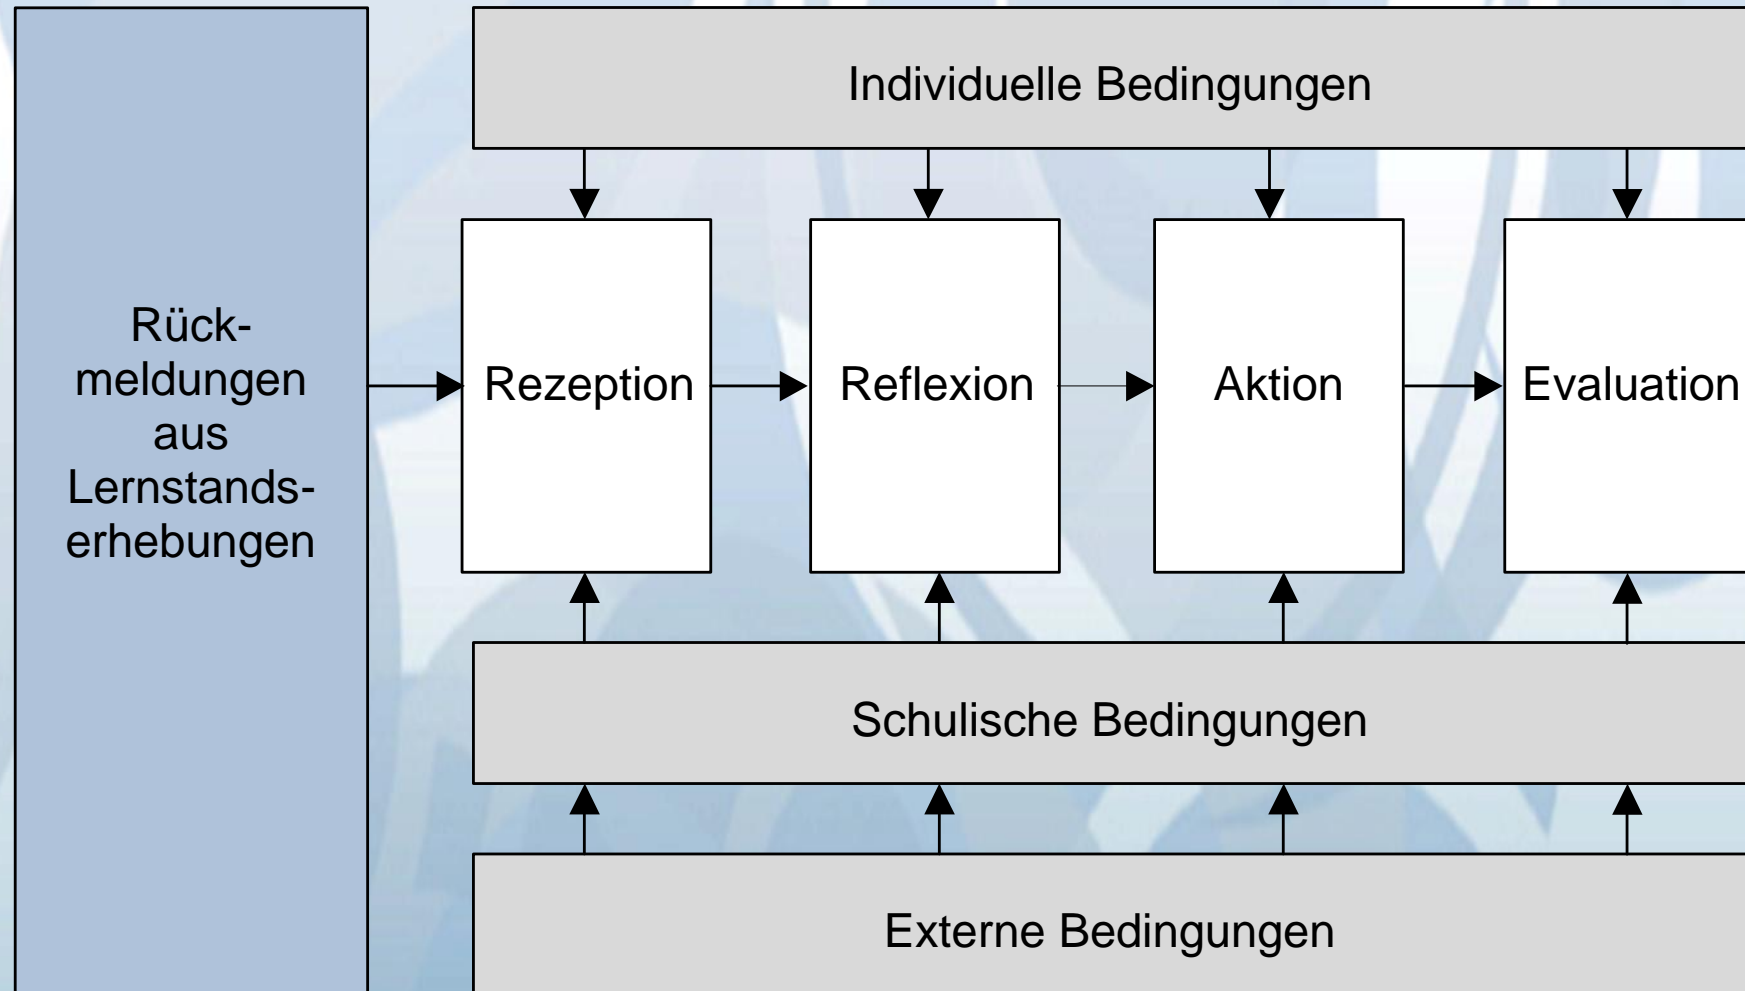 Individuelle Bedingungen
Rück-
meldungen
aus
Lernstands-
erhebungen
Rezeption
Reflexion
Aktion
Evaluation
Schulische Bedingungen
Externe Bedingungen